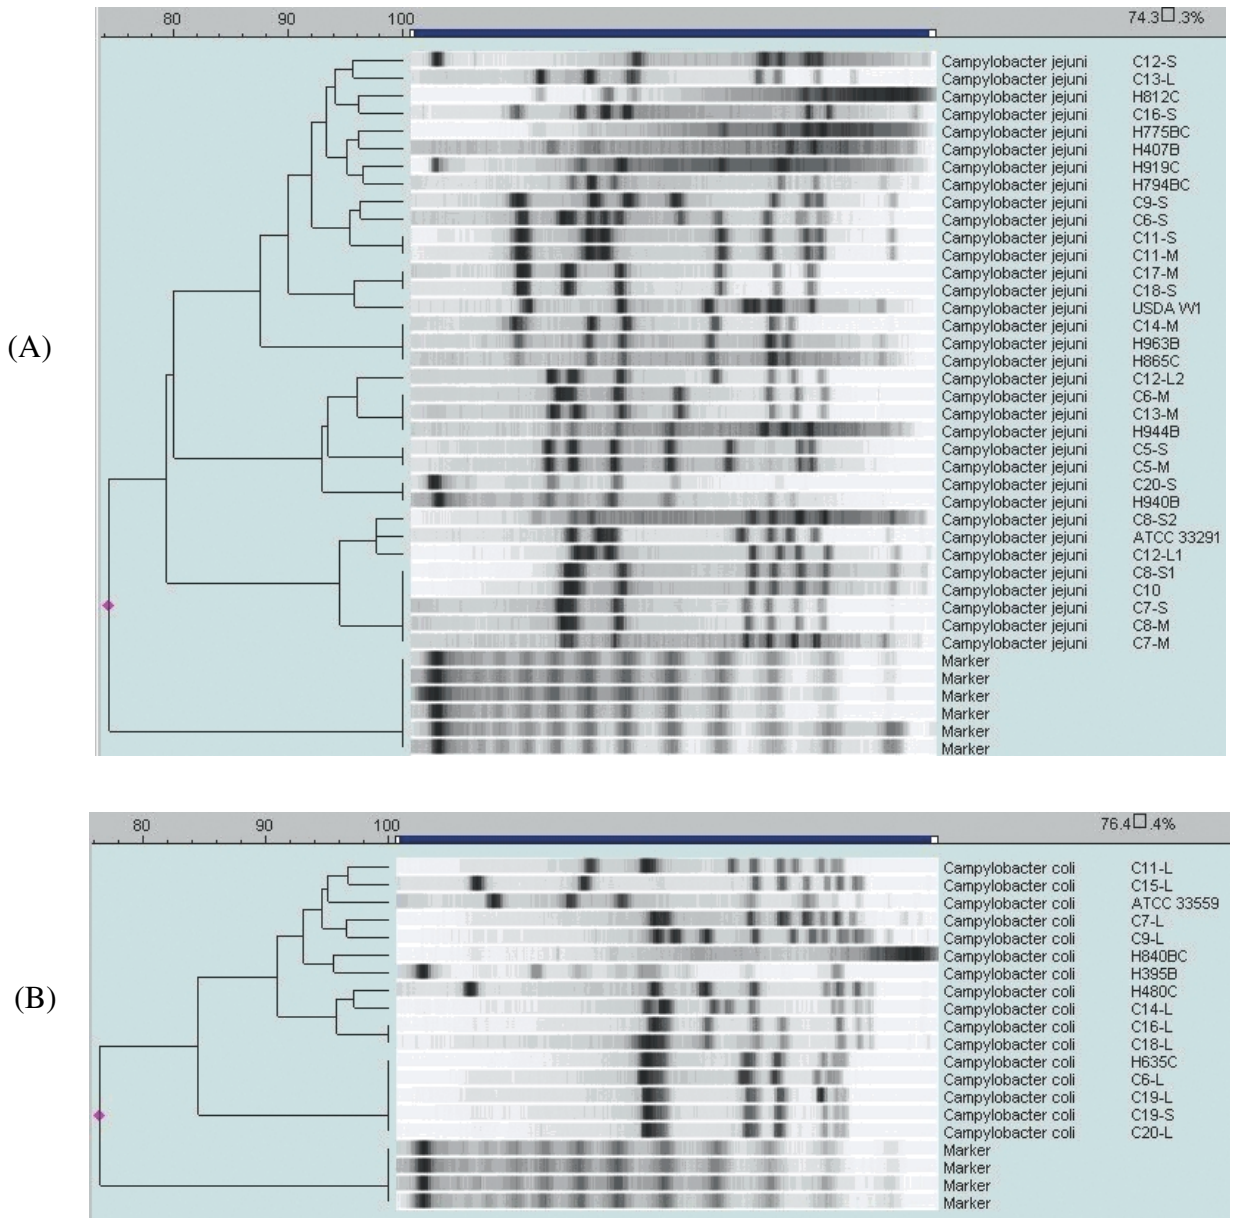 80 90 100 74.3□.3%
Campylobacter jejuni C12-S
Campylobacter jejuni C13-L
Campylobacter jejuni H812C
Campylobacter jejuni C16-S
Campylobacter jejuni H775BC
Campylobacter jejuni H407B
Campylobacter jejuni H919C
Campylobacter jejuni H794BC
Campylobacter jejuni C9-S
Campylobacter jejuni C6-S
Campylobacter jejuni C11-S
Campylobacter jejuni C11-M
Campylobacter jejuni C17-M
Campylobacter jejuni C18-S
Campylobacter jejuni USDA W1
Campylobacter jejuni C14-M
(A)
Campylobacter jejuni H963B
Campylobacter jejuni H865C
Campylobacter jejuni C12-L2
Campylobacter jejuni C6-M
Campylobacter jejuni C13-M
Campylobacter jejuni H944B
Campylobacter jejuni C5-S
Campylobacter jejuni C5-M
Campylobacter jejuni C20-S
Campylobacter jejuni H940B
Campylobacter jejuni C8-S2
Campylobacter jejuni ATCC 33291
Campylobacter jejuni C12-L1
Campylobacter jejuni C8-S1
Campylobacter jejuni C10
Campylobacter jejuni C7-S
Campylobacter jejuni C8-M
Campylobacter jejuni C7-M
Marker
Marker
Marker
Marker
Marker
Marker
80 90 100 76.4□.4%
Campylobacter coli C11-L
Campylobacter coli C15-L
Campylobacter coli ATCC 33559
Campylobacter coli C7-L
Campylobacter coli C9-L
Campylobacter coli H840BC
Campylobacter coli H395B
Campylobacter coli H480C
(B)
Campylobacter coli C14-L
Campylobacter coli C16-L
Campylobacter coli C18-L
Campylobacter coli H635C
Campylobacter coli C6-L
Campylobacter coli C19-L
Campylobacter coli C19-S
Campylobacter coli C20-L
Marker
Marker
Marker
Marker